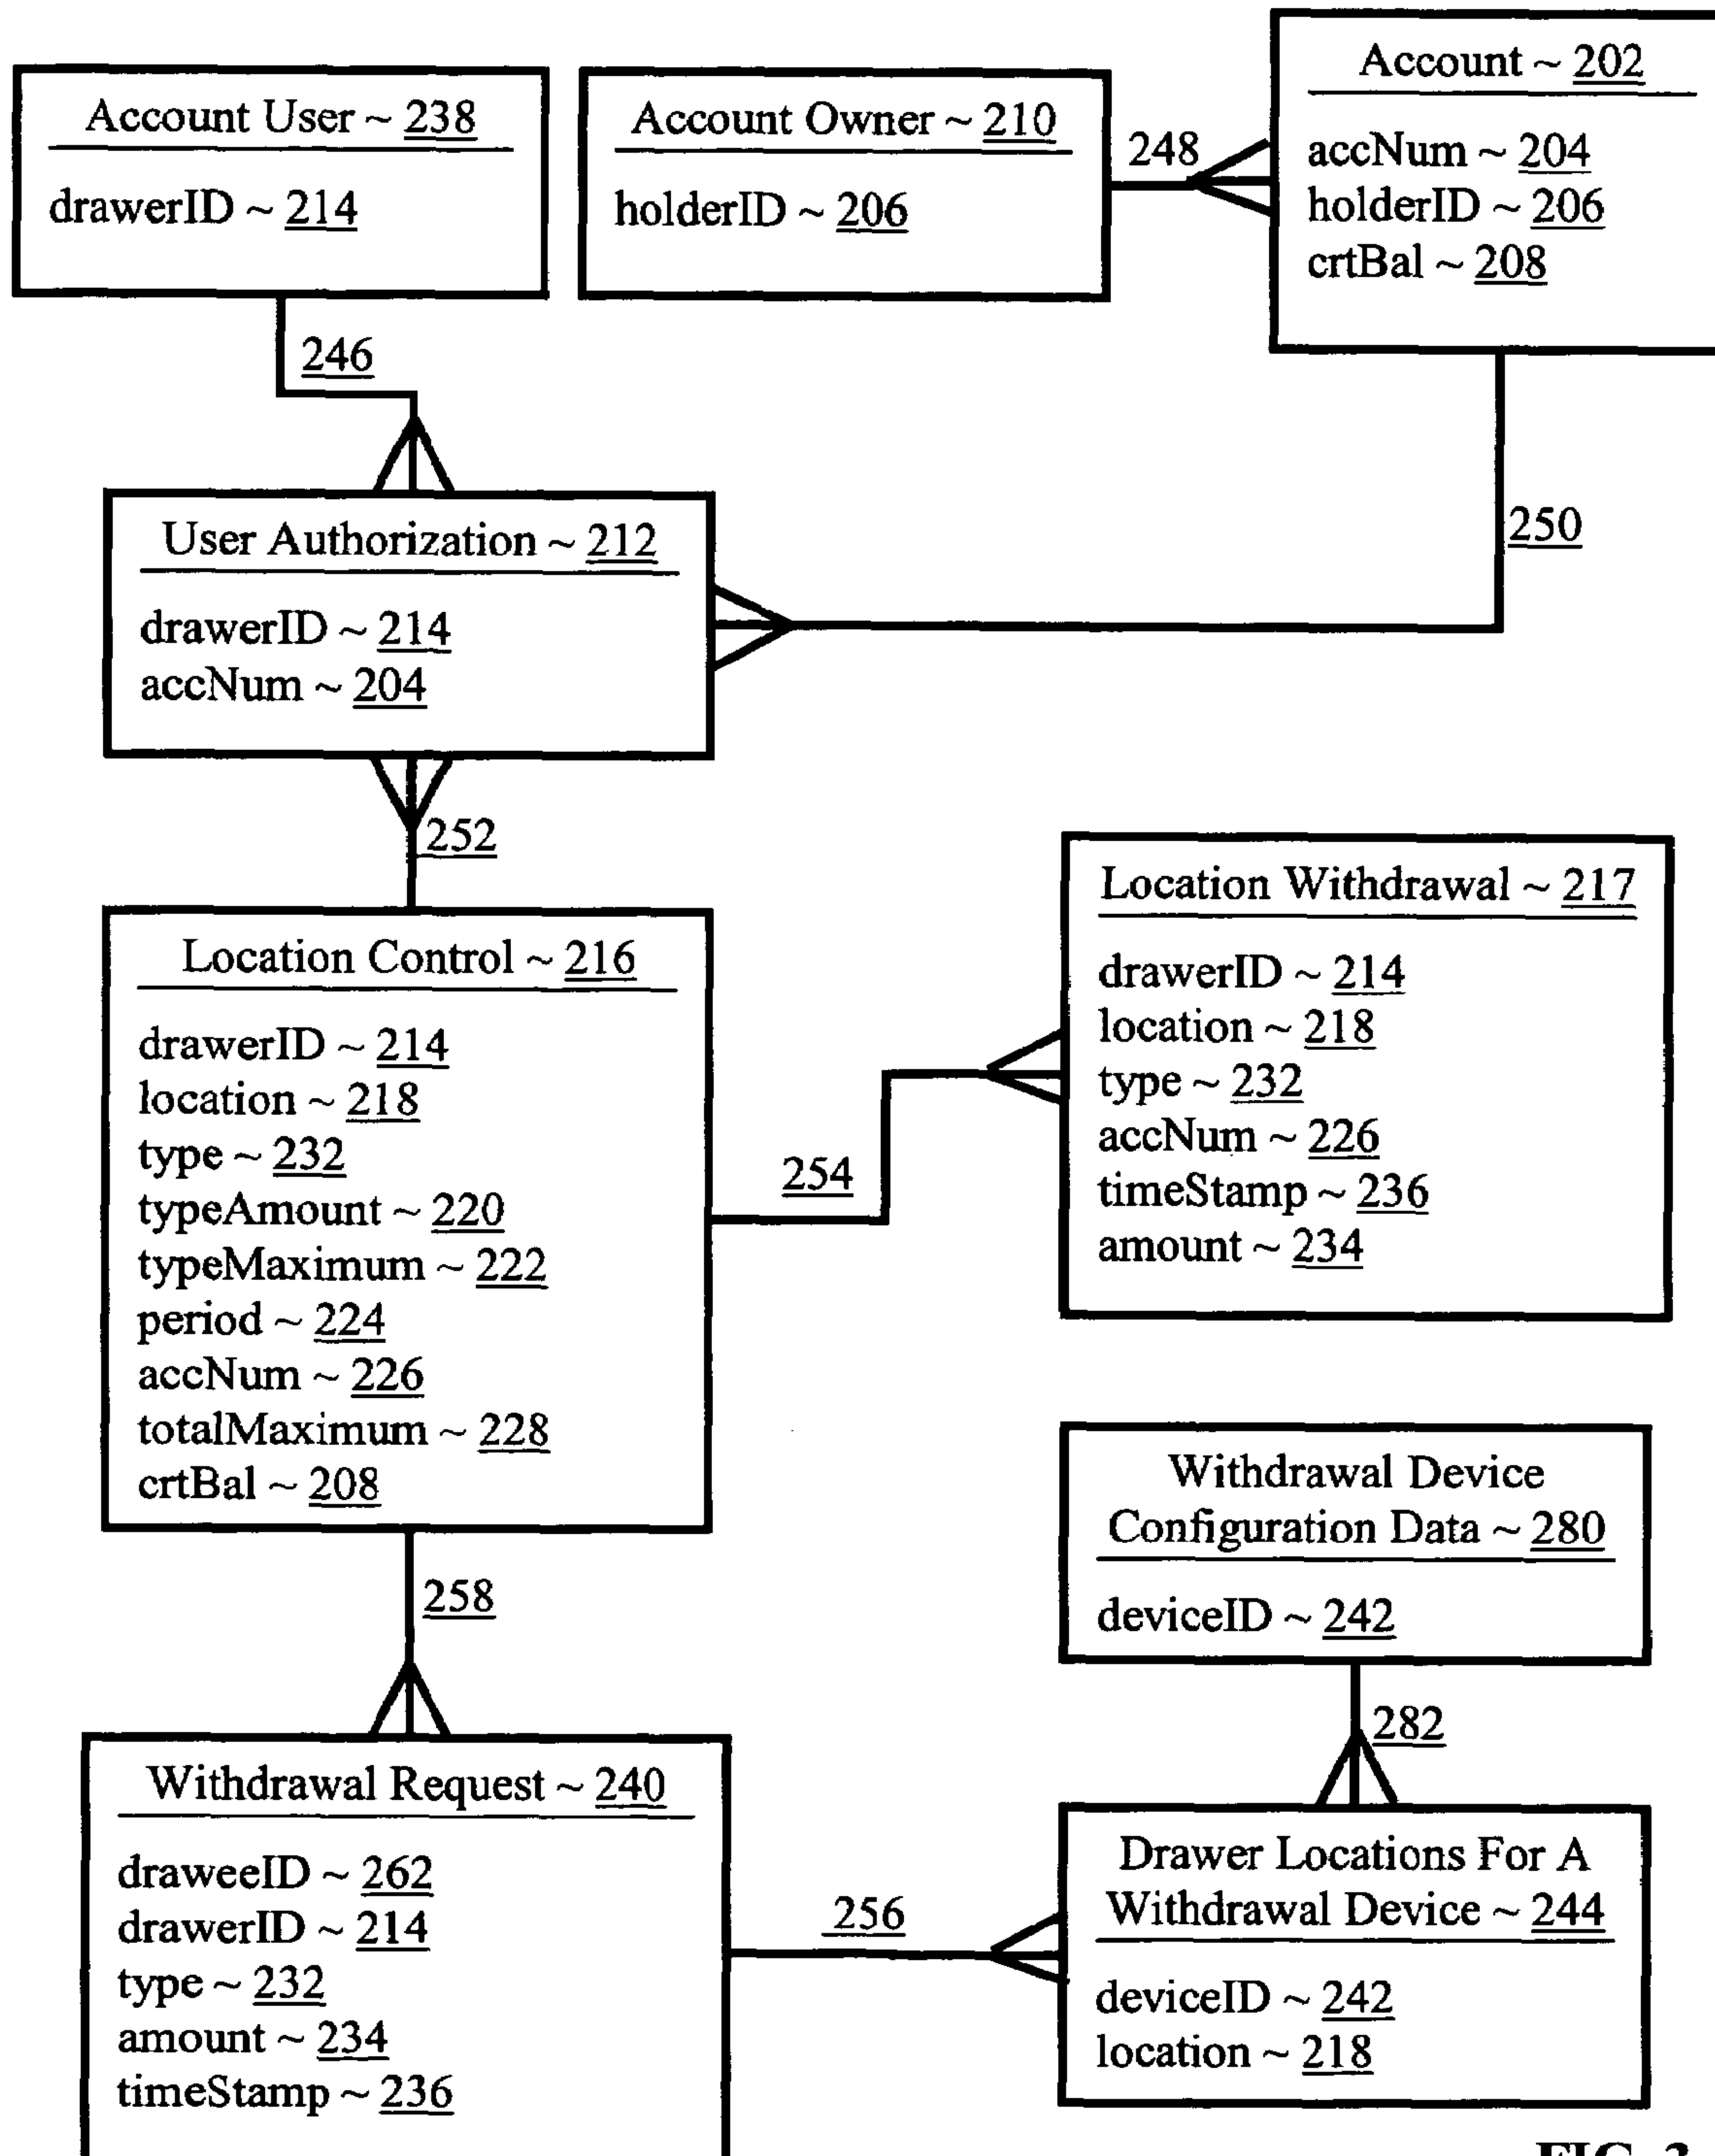 Account User ~ 238
drawerID ~ 214
Account Owner ~ 210
holderID ~ 206
248
Account ~ 202
accNum ~ 204
holderID ~ 206
crtBal ~ 208
246
250
User Authorization ~ 212
drawerID ~ 214
accNum ~ 204
252
Location Control ~ 216
drawerID ~ 214
location ~ 218
type ~ 232
typeAmount ~ 220
typeMaximum ~ 222
period ~ 224
accNum ~ 226
totalMaximum ~ 228
crtBal ~ 208
254
Location Withdrawal ~ 217
drawerID ~ 214
location ~ 218
type ~ 232
accNum ~ 226
timeStamp ~ 236
amount ~ 234
Withdrawal Device
Configuration Data ~ 280
deviceID ~ 242
258
282
Withdrawal Request ~ 240
draweeID ~ 262
drawerID ~ 214
type ~ 232
amount ~ 234
timeStamp ~ 236
256
Drawer Locations For A
Withdrawal Device ~ 244
deviceID ~ 242
location ~ 218
FIG. 3